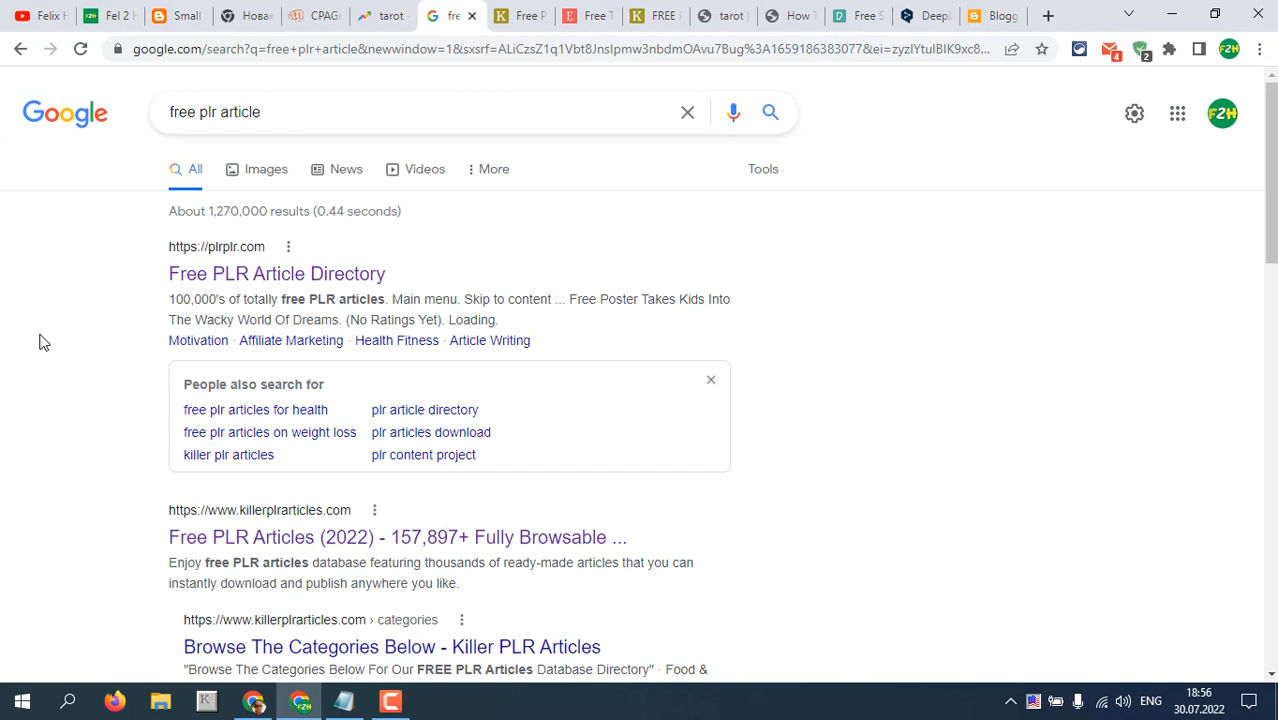 Felix H
Fel 2 H
Small
Нова
CPAG
tarot -
fre
Free P
Free T
FREE
tarot
How T
Free S
Deepl
Blogg
google.com/search?q=free+plr+article&newwindow=1&sxsrf=ALiCzsZ1q1Vbt8JnsIpmw3nbdmOAvu7Bug%3A1659186383077&ei=zyzlYtulBIK9xc8...
4
2
F2H
Google
free plr article
F2H
All
Images
News
Videos
More
Tools
About 1,270,000 results (0.44 seconds)
https://plrplr.com
Free PLR Article Directory
100,000's of totally free PLR articles. Main menu. Skip to content ... Free Poster Takes Kids Into
The Wacky World Of Dreams. (No Ratings Yet). Loading.
Motivation · Affiliate Marketing · Health Fitness · Article Writing
People also search for
free plr articles for health
plr article directory
free plr articles on weight loss
plr articles download
killer plr articles
plr content project
https://www.killerplrarticles.com
Free PLR Articles (2022) - 157,897+ Fully Browsable ...
Enjoy free PLR articles database featuring thousands of ready-made articles that you can
instantly download and publish anywhere you like.
https://www.killerplrarticles.com › categories
Browse The Categories Below - Killer PLR Articles
"Browse The Categories Below For Our FREE PLR Articles Database Directory" · Food &
ENG
18:56
30.07.2022